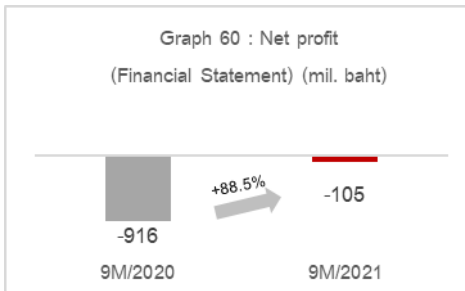 Graph 60 : Net profit
(Financial Statement) (mil. baht)
+88.5%
-105
-916
9M/2020 9M/2021